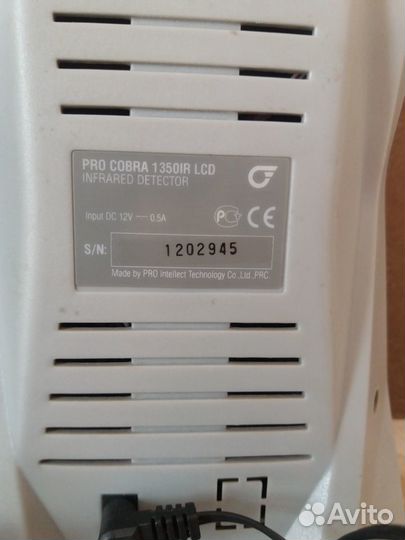 PRO COBRA 1350IR LCD
INFRARED DETECTOR
Input DC 12V — 0.5A
S/N: 1202945
Made by PRO Intellect Technology Co., Ltd .PRC.
Avito